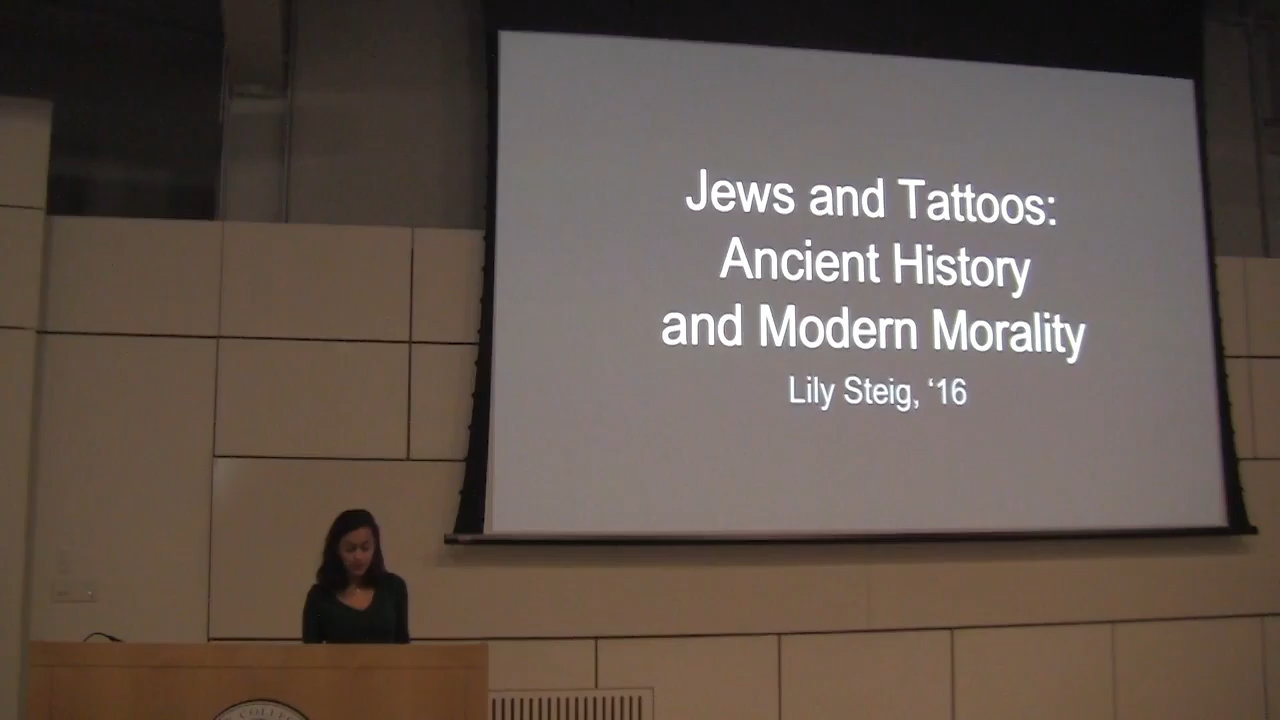 Jews and Tattoos:
Ancient History
and Modern Morality
Lily Steig, ‘16